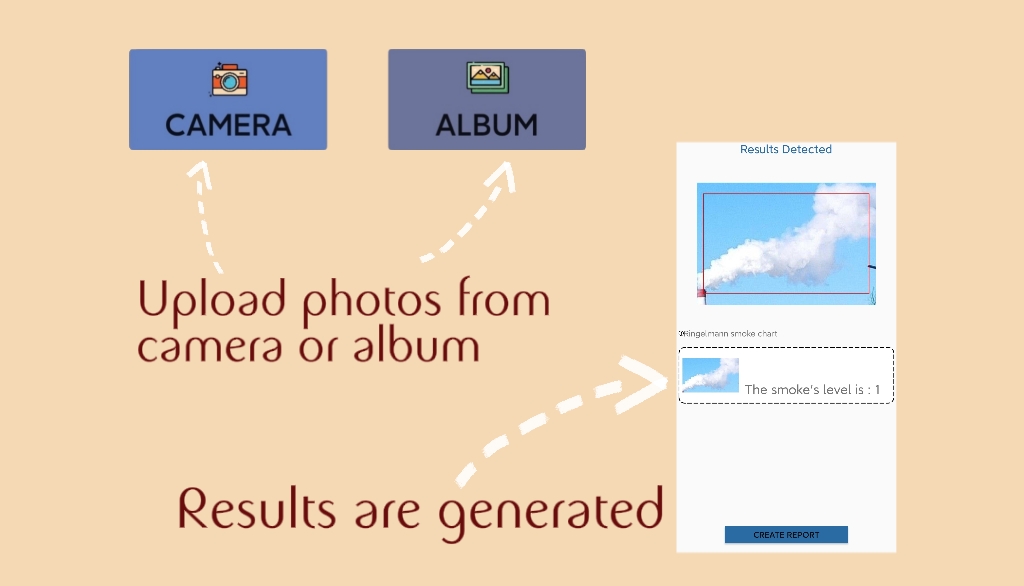 CAMERA
ALBUM
Results Detected
Upload photos from
camera or album
Ringelmann smoke chart
The smoke's level is : 1
Results are generated
CREATE REPORT